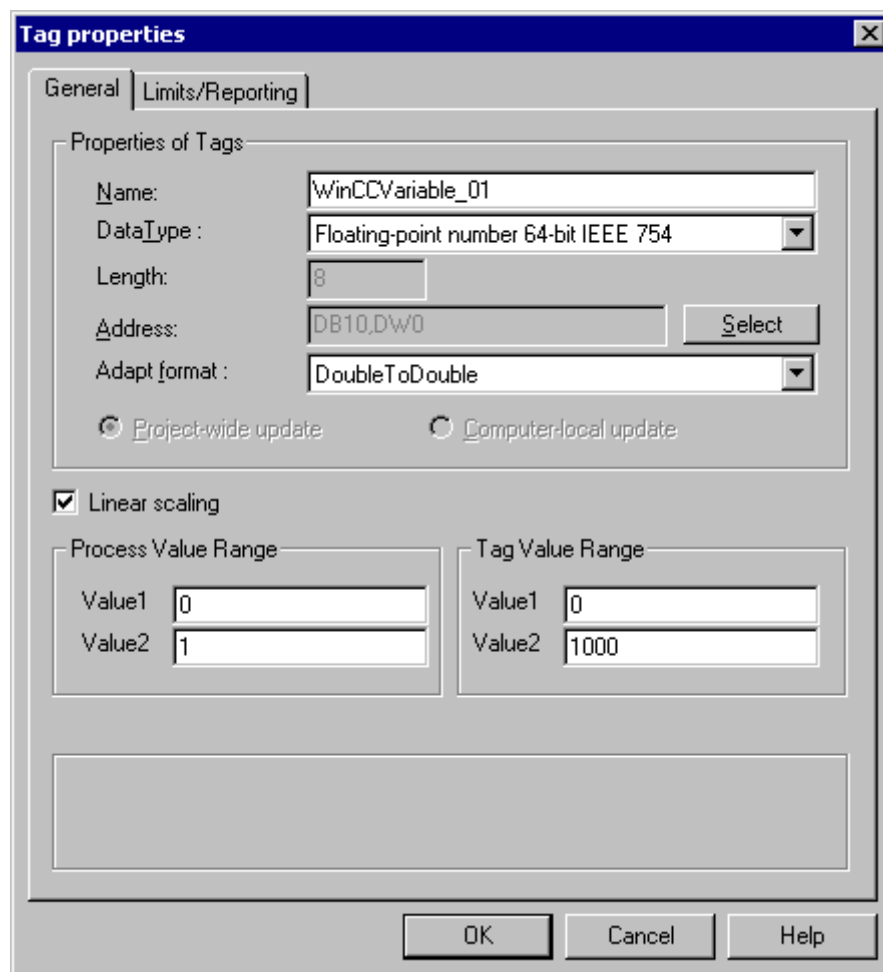 Tag properties
General Limits/Reporting
Properties of Tags
Name: WinCCVariable_01
DataType : Floating-point number 64-bit IEEE 754
Length: 8
Address: DB10,DW0 Select
Adapt format : DoubleToDouble
Project-wide update Computer-local update
Linear scaling
Process Value Range Tag Value Range
Value1 0 Value1 0
Value2 1 Value2 1000
OK Cancel Help